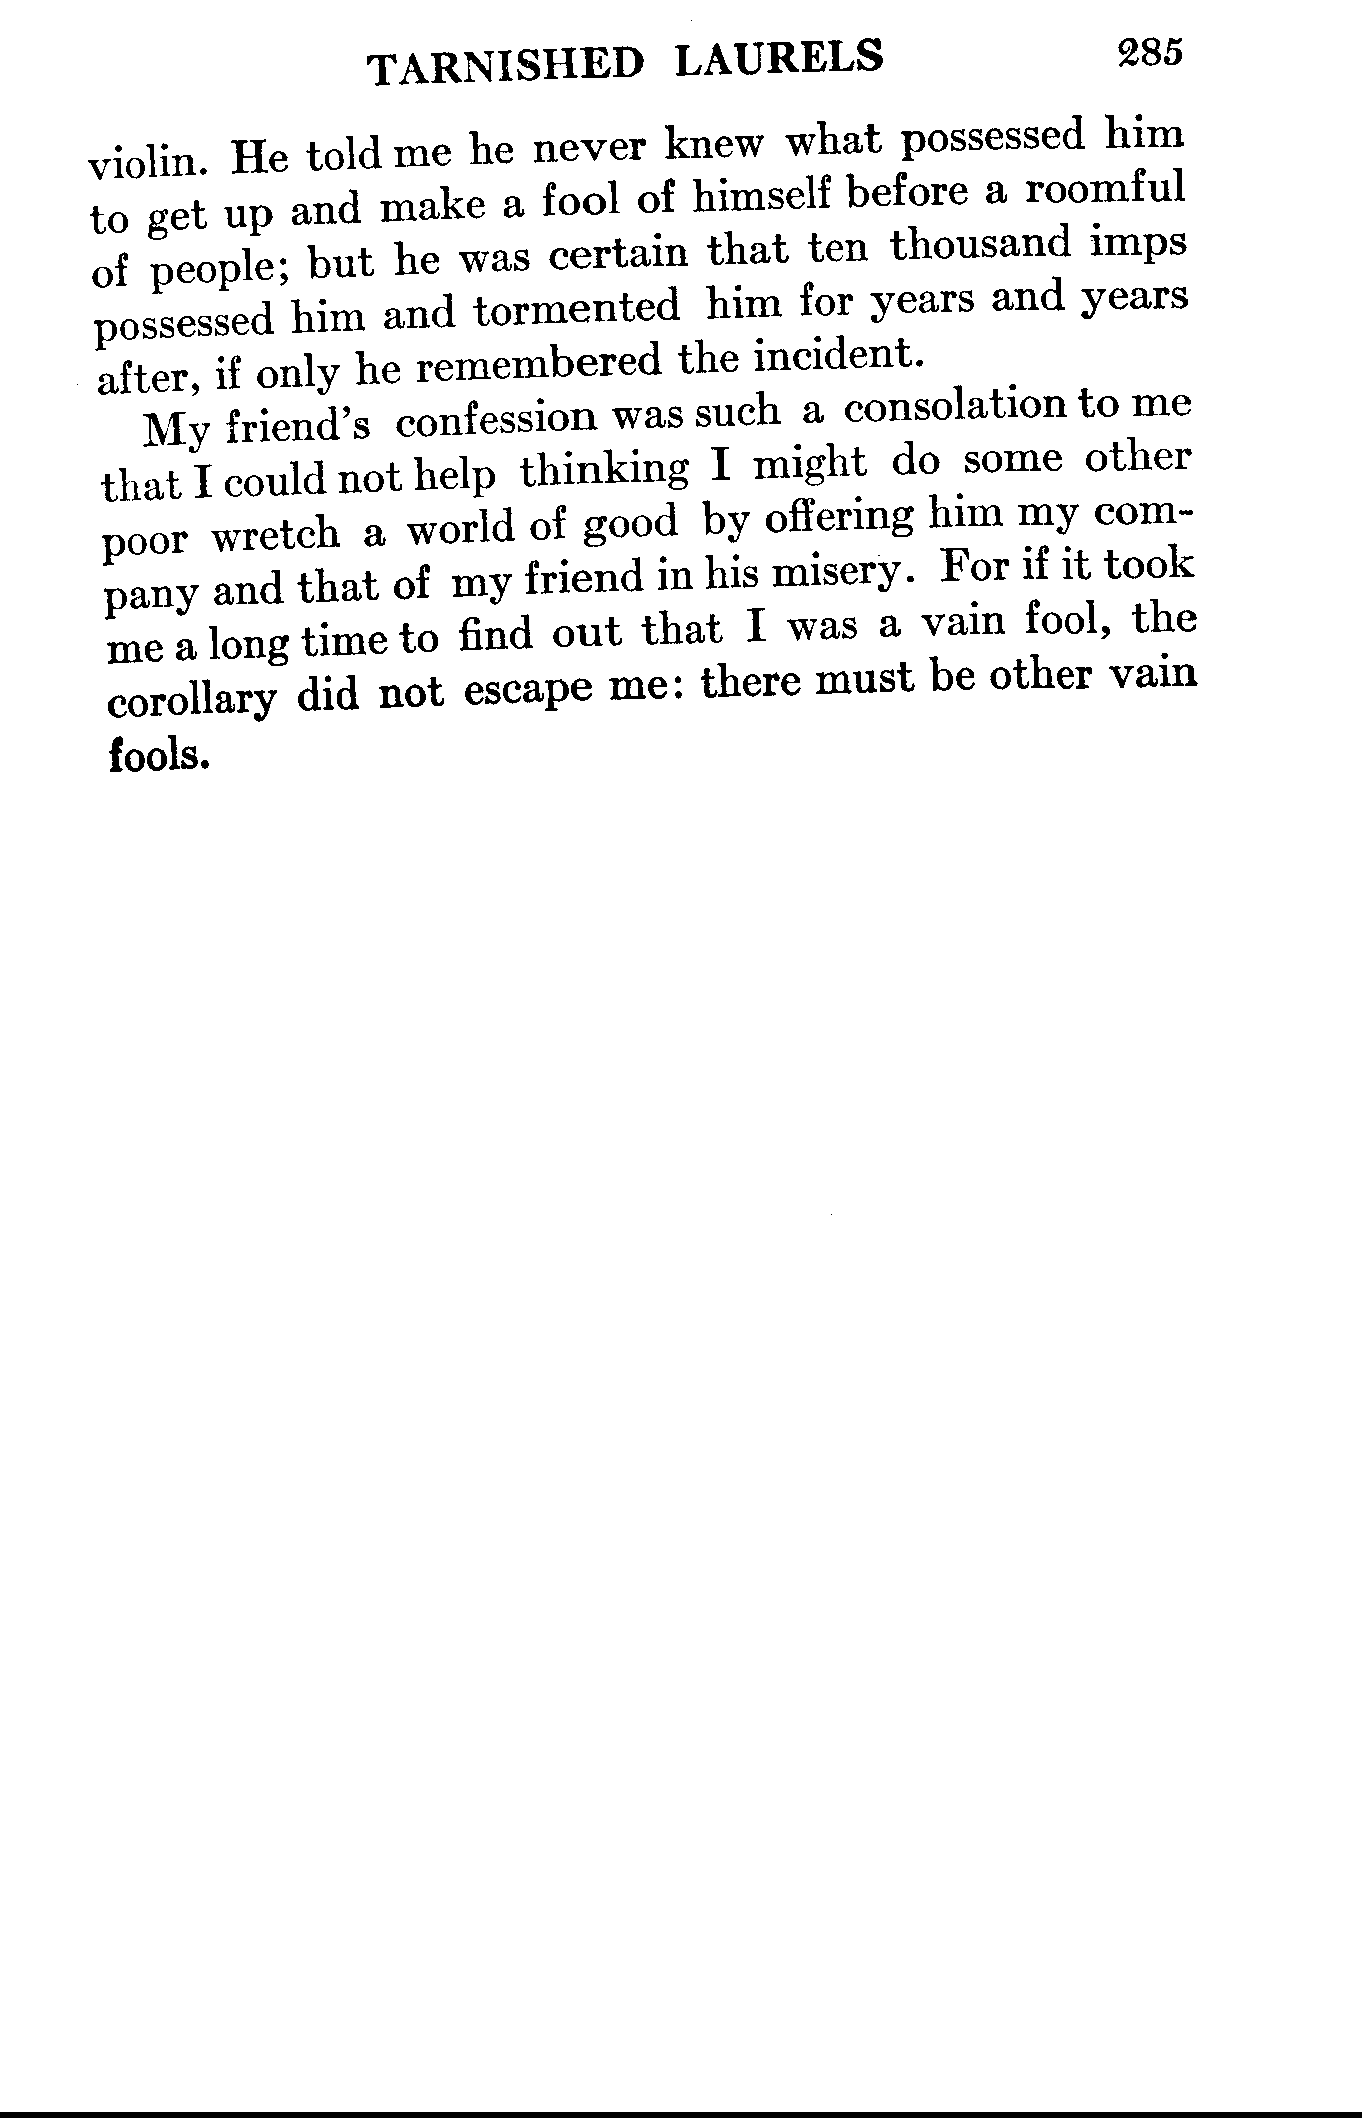 TARNISHED LAURELS 285
violin. He told me he never knew what possessed him
to get up and make a fool of himself before a roomful
of people; but he was certain that ten thousand imps
possessed him and tormented him for years and years
after, if only he remembered the incident.
My friend's confession was such a consolation to me
that I could not help thinking I might do some other
poor wretch a world of good by offering him my com-
pany and that of my friend in his misery. For if it took
me a long time to find out that I was a vain fool, the
corollary did not escape me: there must be other vain
fools.